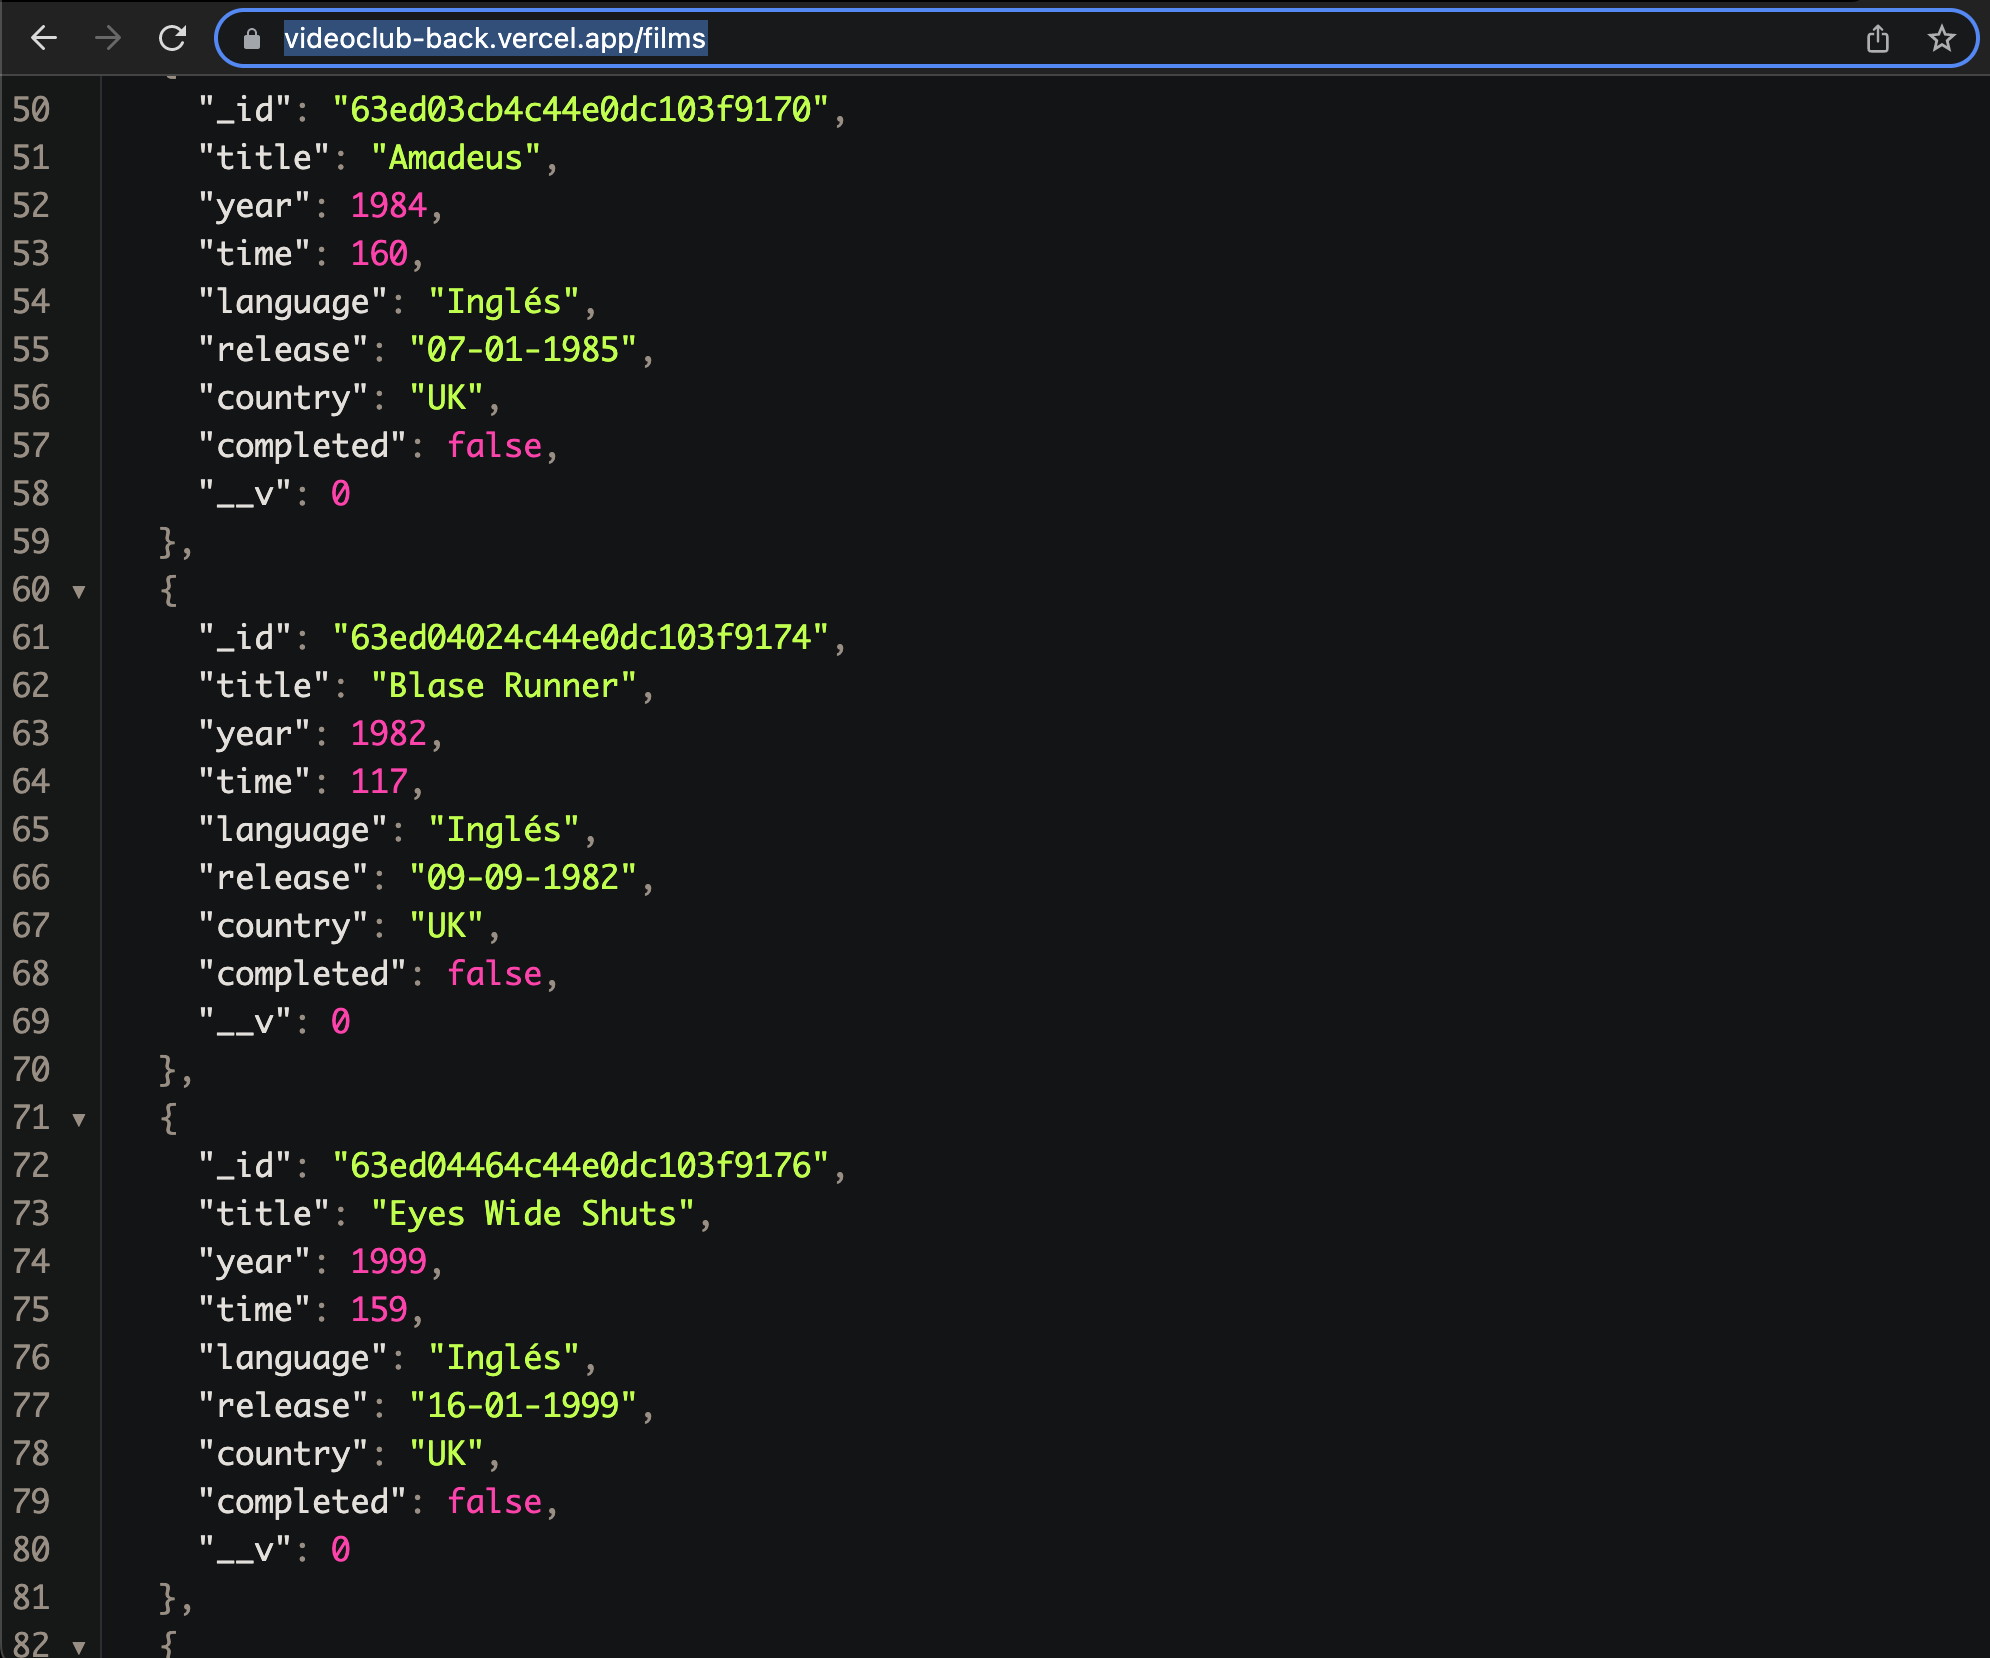 videoclub-back.vercel.app/films
50 "_id": "63ed03cb4c44e0dc103f9170",
51 "title": "Amadeus",
52 "year": 1984,
53 "time": 160,
54 "language": "Inglés",
55 "release": "07-01-1985",
56 "country": "UK",
57 "completed": false,
58 "__v": 0
59 },
60 ▼ {
61 "_id": "63ed04024c44e0dc103f9174",
62 "title": "Blase Runner",
63 "year": 1982,
64 "time": 117,
65 "language": "Inglés",
66 "release": "09-09-1982",
67 "country": "UK",
68 "completed": false,
69 "__v": 0
70 },
71 ▼ {
72 "_id": "63ed04464c44e0dc103f9176",
73 "title": "Eyes Wide Shuts",
74 "year": 1999,
75 "time": 159,
76 "language": "Inglés",
77 "release": "16-01-1999",
78 "country": "UK",
79 "completed": false,
80 "__v": 0
81 },
82 ▼ {